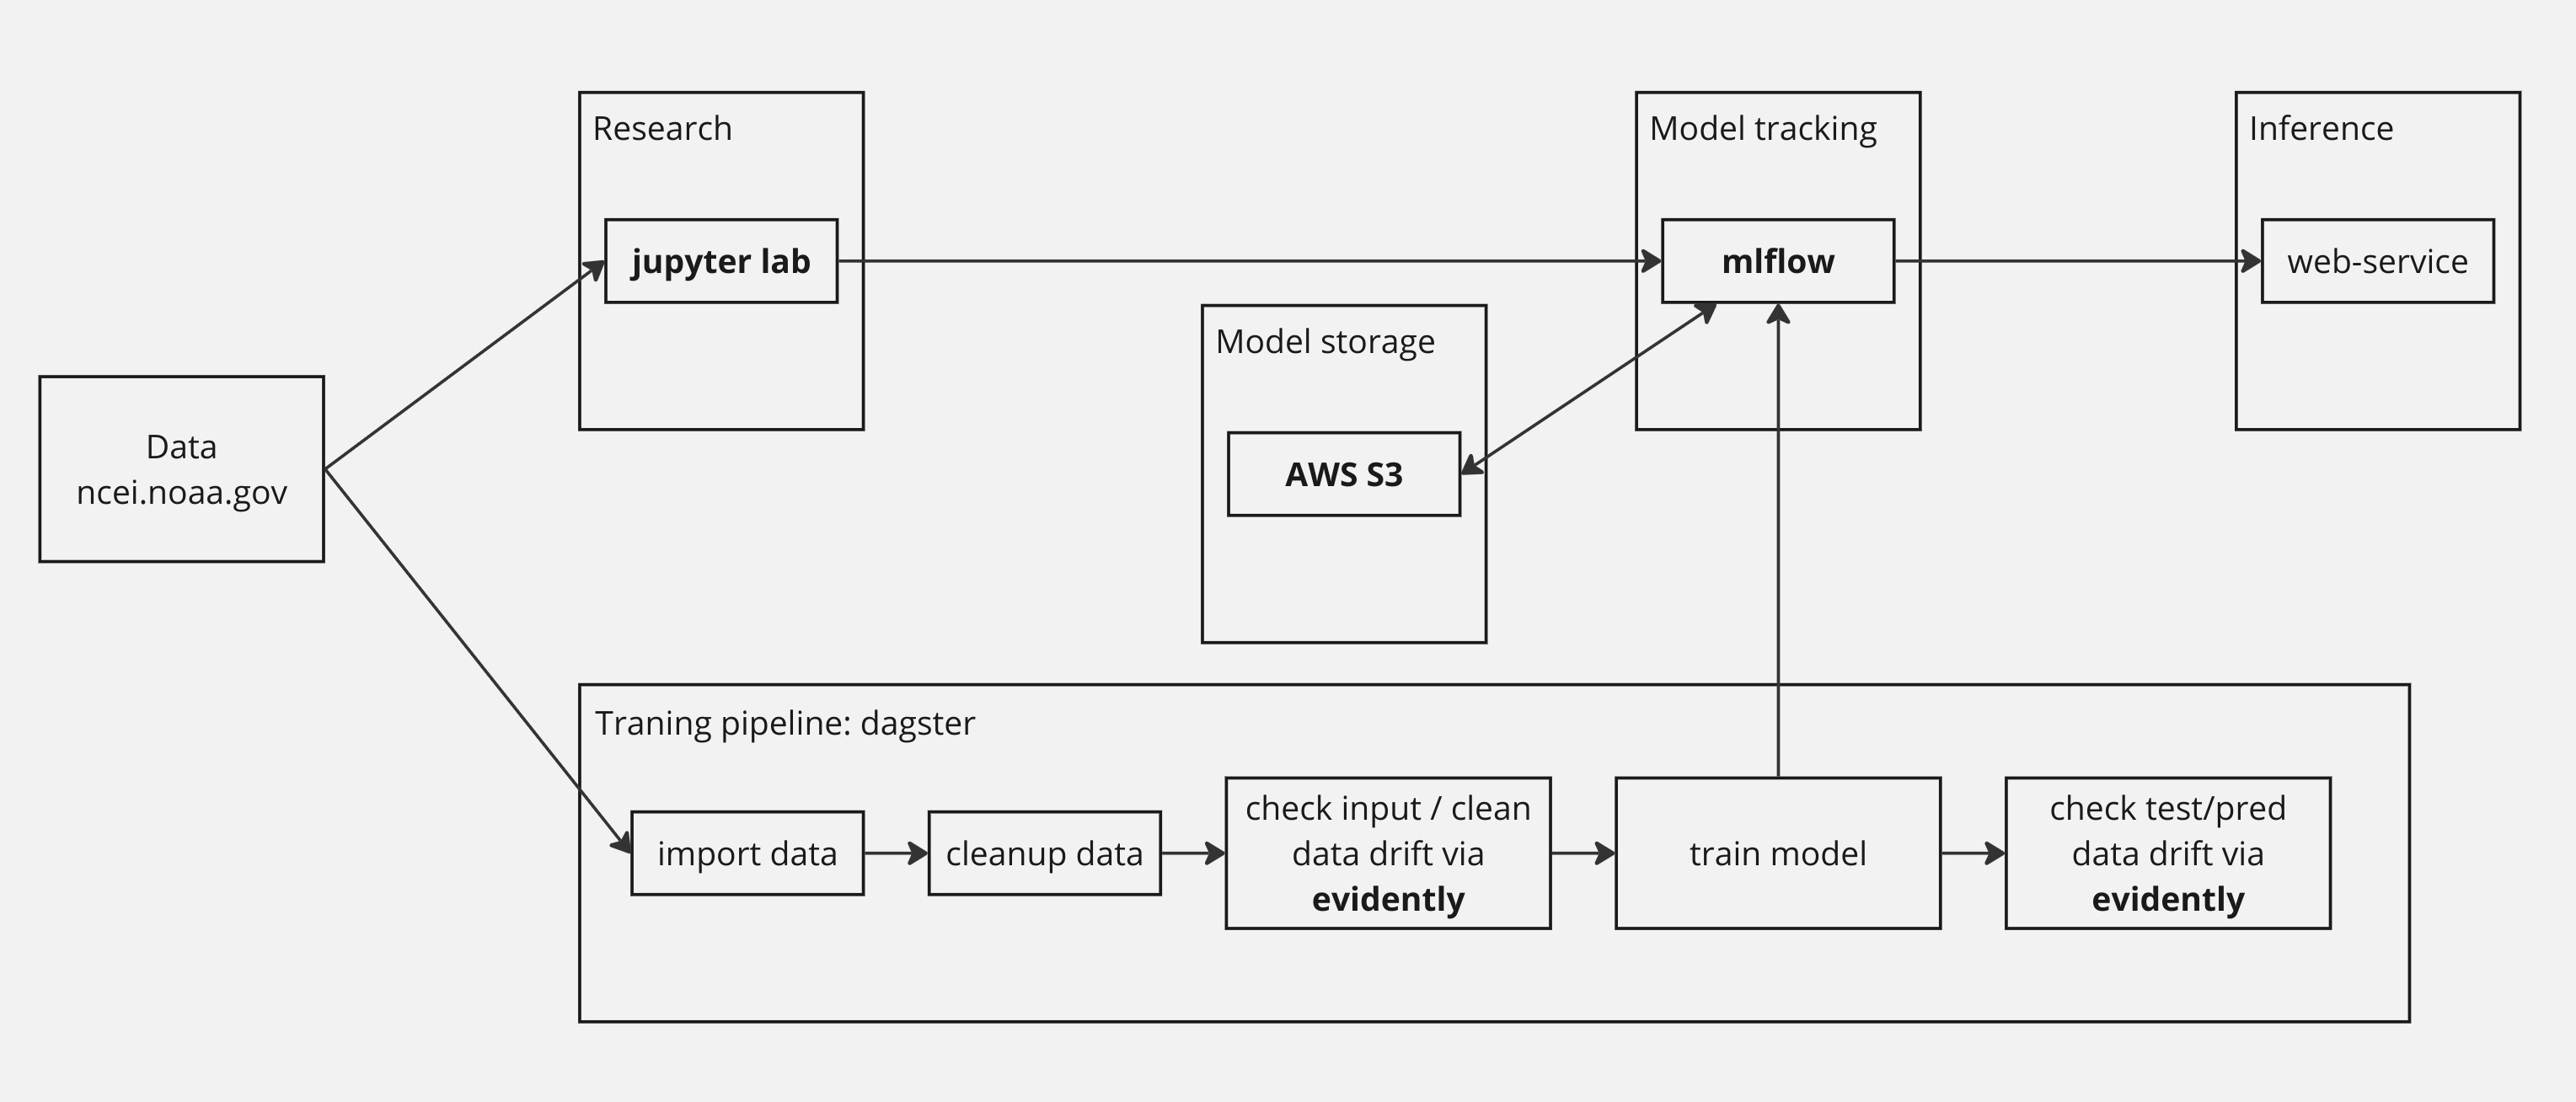 Research
jupyter lab
Model tracking
mlflow
Inference
web-service
Model storage
AWS S3
Data
ncei.noaa.gov
Traning pipeline: dagster
import data
cleanup data
check input / clean
data drift via
evidently
train model
check test/pred
data drift via
evidently